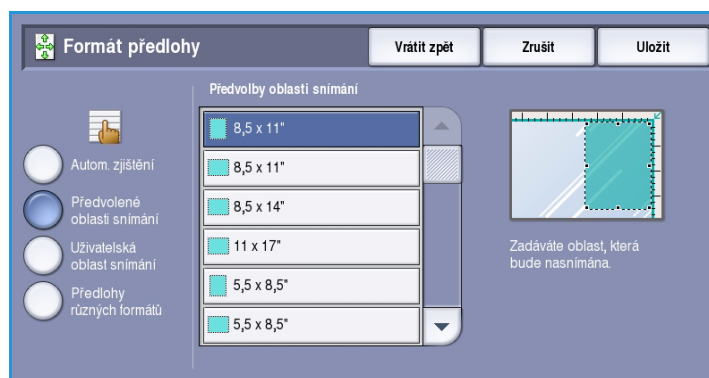 Formát předlohy
Vrátit zpět
Zrušit
Uložit
Předvolby oblasti snímání
Autom. zjištění
Předvolené
oblasti snímání
Uživatelská
oblast snímání
Předlohy
různých formátů
8,5 x 11"
8,5 x 11"
8,5 x 14"
11 x 17"
5,5 x 8,5"
5,5 x 8,5"
Zadáváte oblast, která
bude nasnímána.